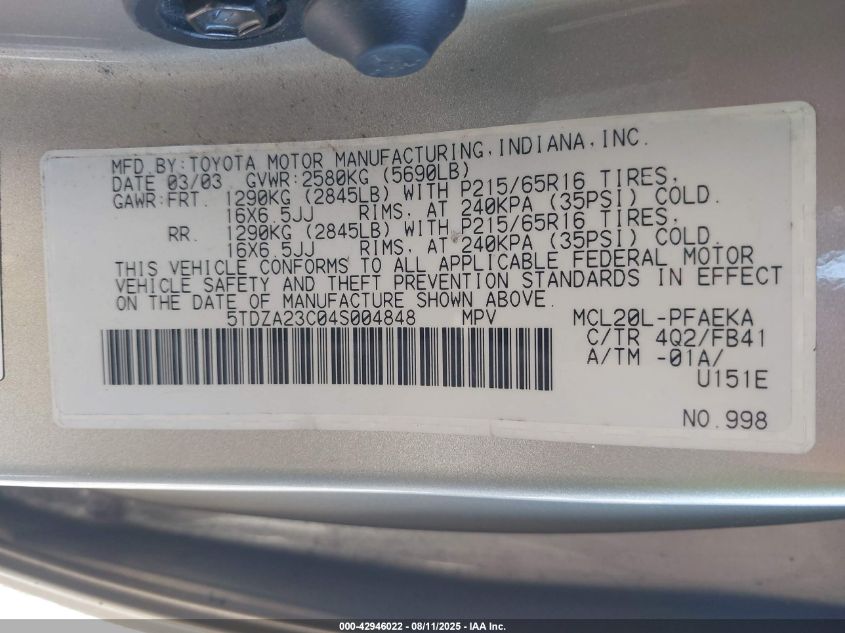 MFD.BY:TOYOTA MOTOR MANUFACTURING,INDIANA,INC.
DATE 03/03 GVWR:2580KG (5690LB)
GAWR:FRT. 1290KG (2845LB) WITH P215/65R16 TIRES,
16X6.5JJ RIMS, AT 240KPA (35PSI) COLD.
RR. 1290KG (2845LB) WITH P215/65R16 TIRES,
16X6.5JJ RIMS, AT 240KPA (35PSI) COLD.
THIS VEHICLE CONFORMS TO ALL APPLICABLE FEDERAL MOTOR
VEHICLE SAFETY AND THEFT PREVENTION STANDARDS IN EFFECT
ON THE DATE OF MANUFACTURE SHOWN ABOVE.
5TDZA23C04S004848 MPV MCL20L-PFAEKA
C/TR 4Q2/FB41
A/TM -01A/
U151E
NO.998
000-42946022 - 08/11/2025 - IAA Inc.